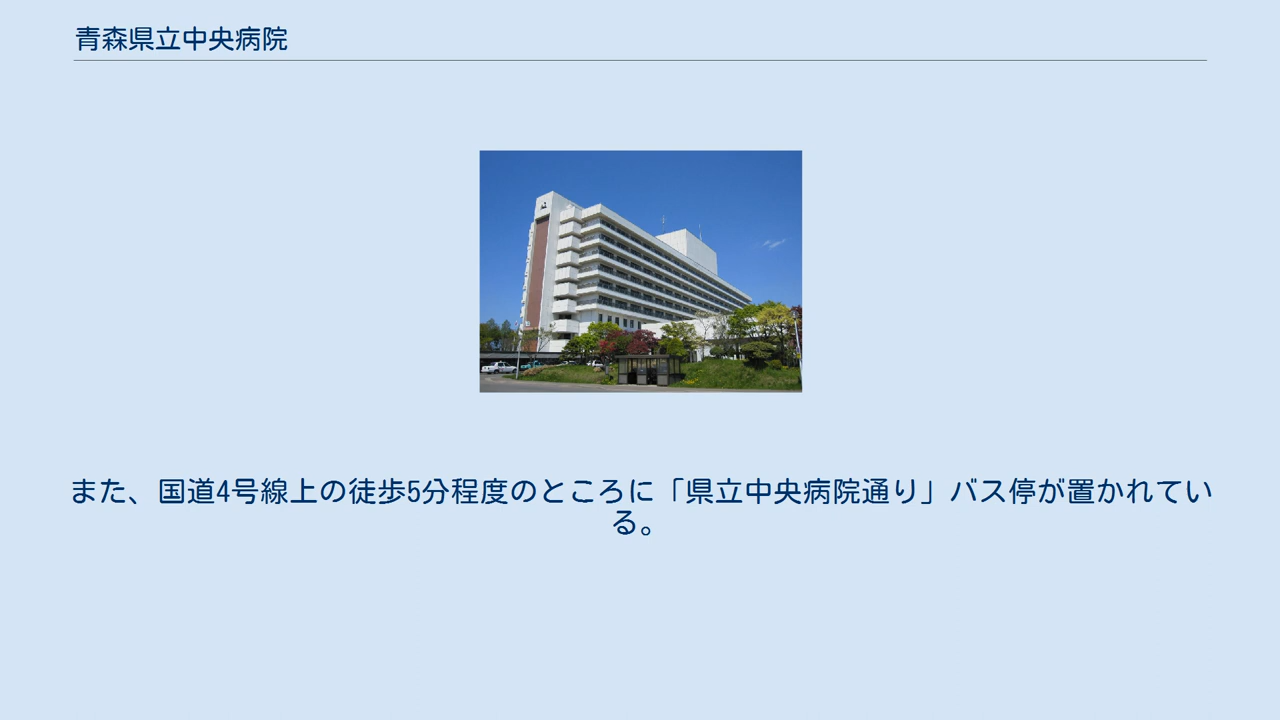 青森県立中央病院
また、国道4号線上の徒歩5分程度のところに「県立中央病院通り」バス停が置かれてい
る。